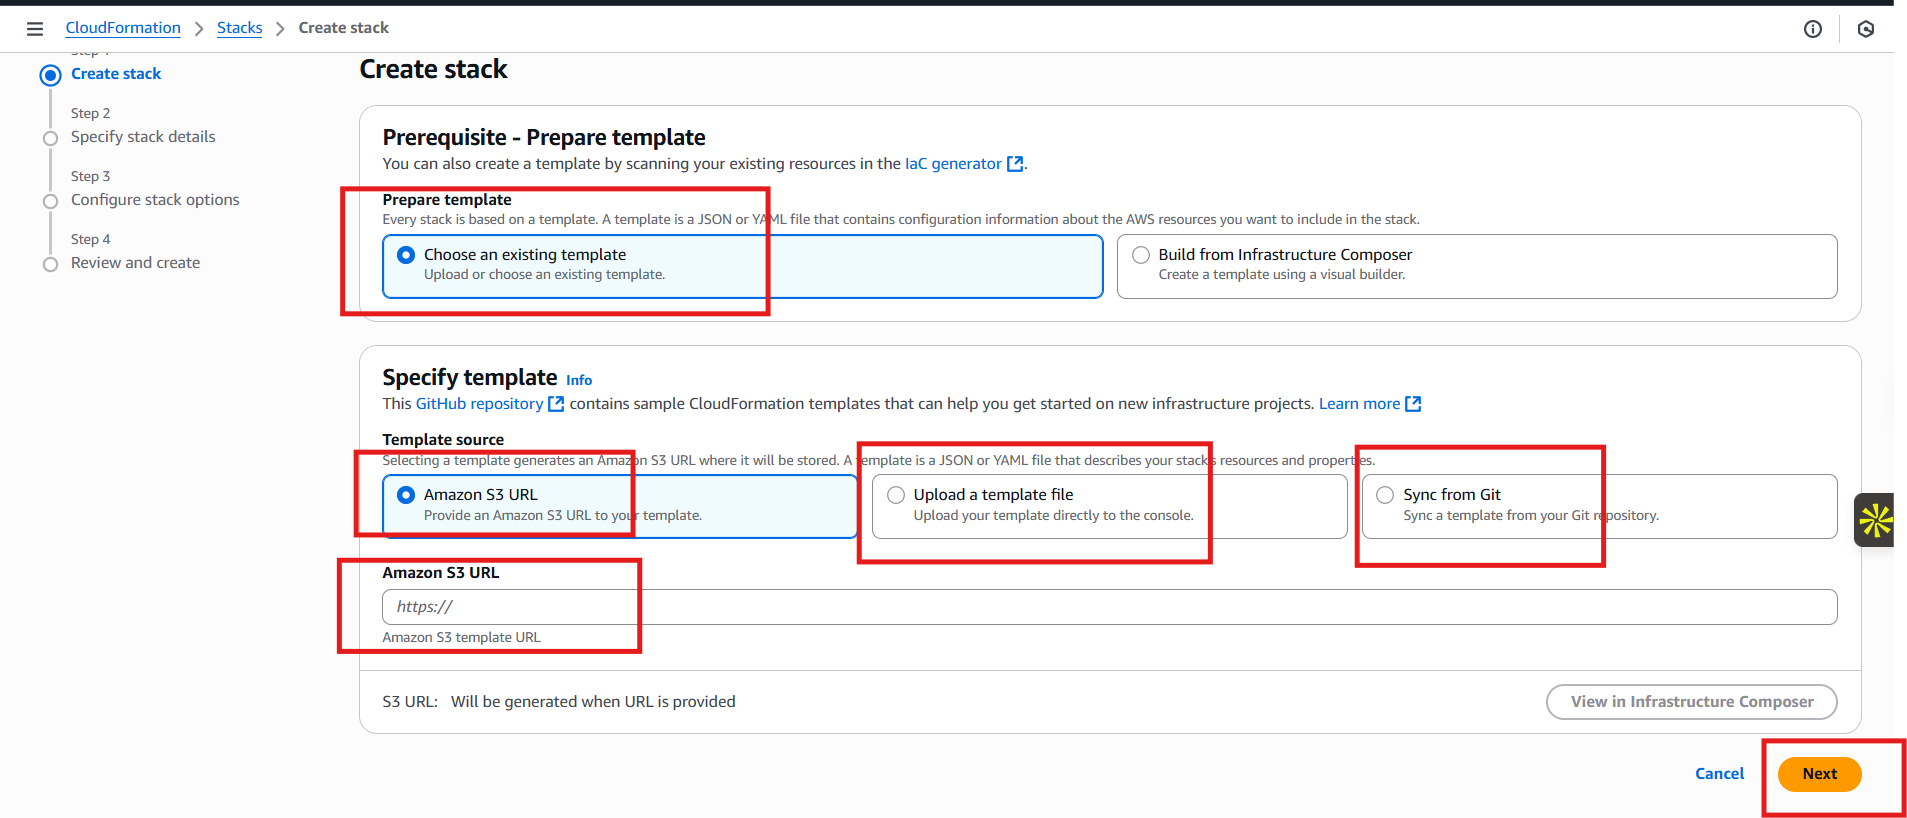 CloudFormation > Stacks > Create stack
Create stack
Step 2
Specify stack details
Step 3
Configure stack options
Step 4
Review and create
Create stack
Prerequisite - Prepare template
You can also create a template by scanning your existing resources in the IaC generator.
Prepare template
Every stack is based on a template. A template is a JSON or YAML file that contains configuration information about the AWS resources you want to include in the stack.
Choose an existing template
Upload or choose an existing template.
Build from Infrastructure Composer
Create a template using a visual builder.
Specify template Info
This GitHub repository contains sample CloudFormation templates that can help you get started on new infrastructure projects. Learn more
Template source
Selecting a template generates an Amazon S3 URL where it will be stored. A template is a JSON or YAML file that describes your stack's resources and properties.
Amazon S3 URL
Provide an Amazon S3 URL to your template.
Upload a template file
Upload your template directly to the console.
Sync from Git
Sync a template from your Git repository.
Amazon S3 URL
https://
Amazon S3 template URL
S3 URL: Will be generated when URL is provided
View in Infrastructure Composer
Cancel
Next